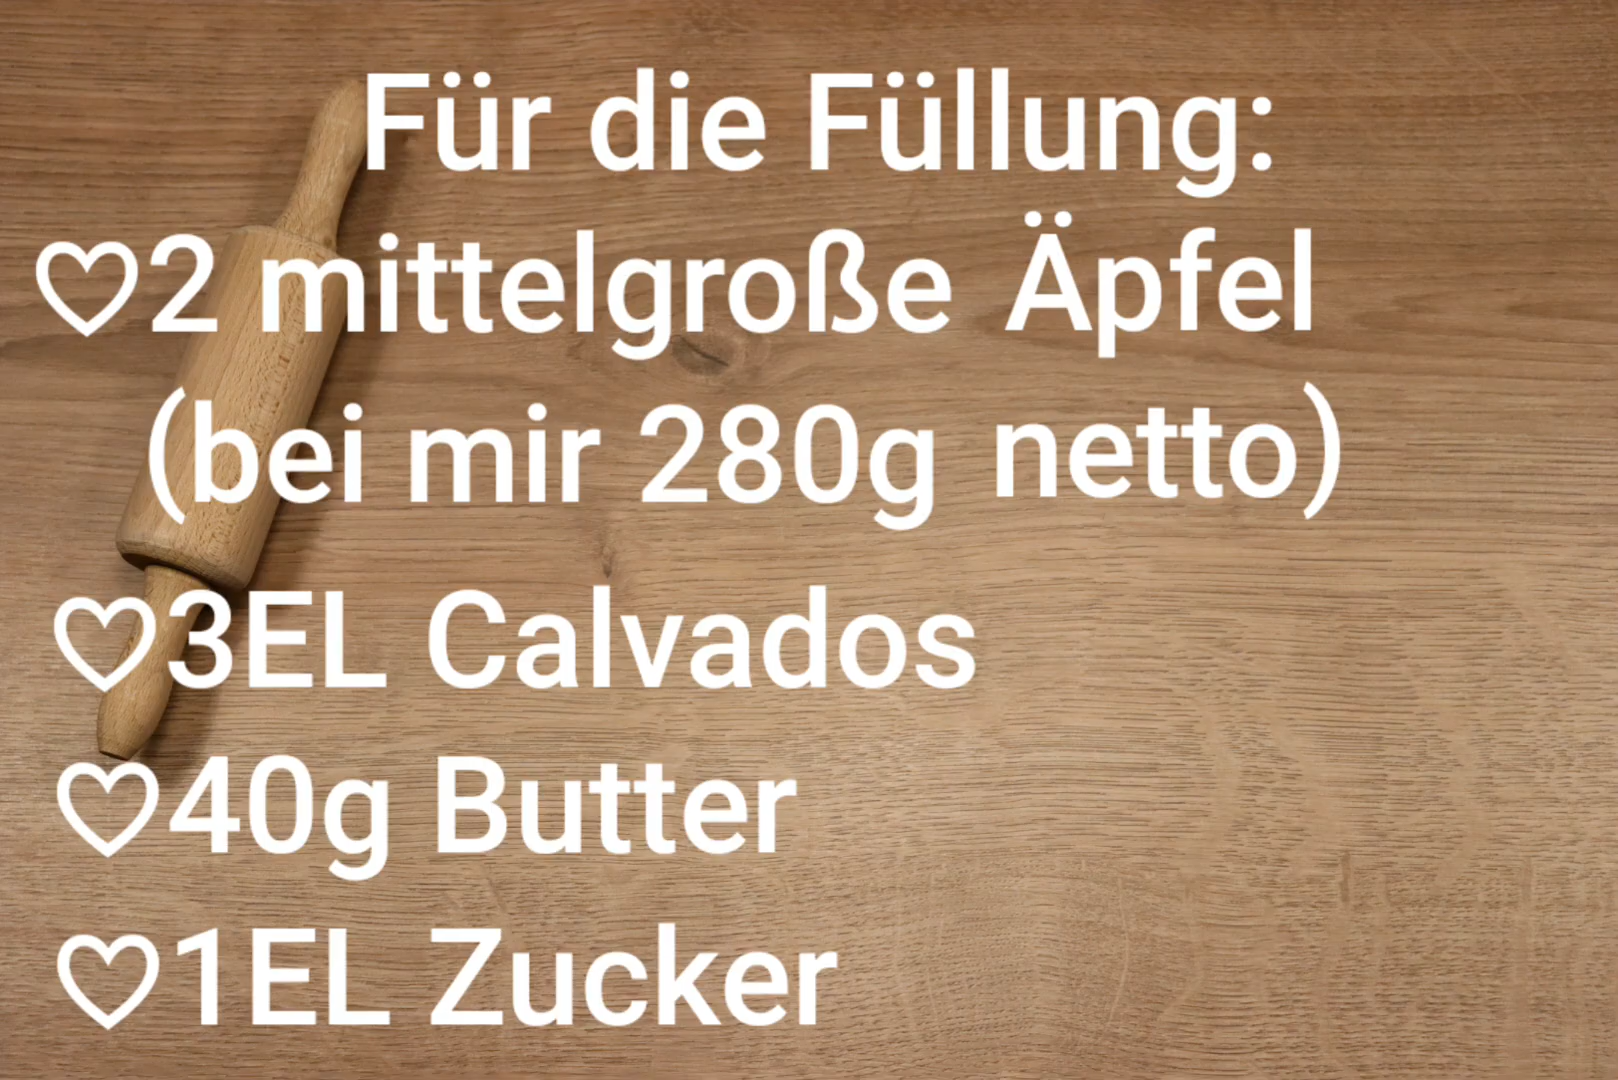 Für die Füllung:
♡2 mittelgroße Äpfel
(bei mir 280g netto)
♡3EL Calvados
♡40g Butter
♡1EL Zucker